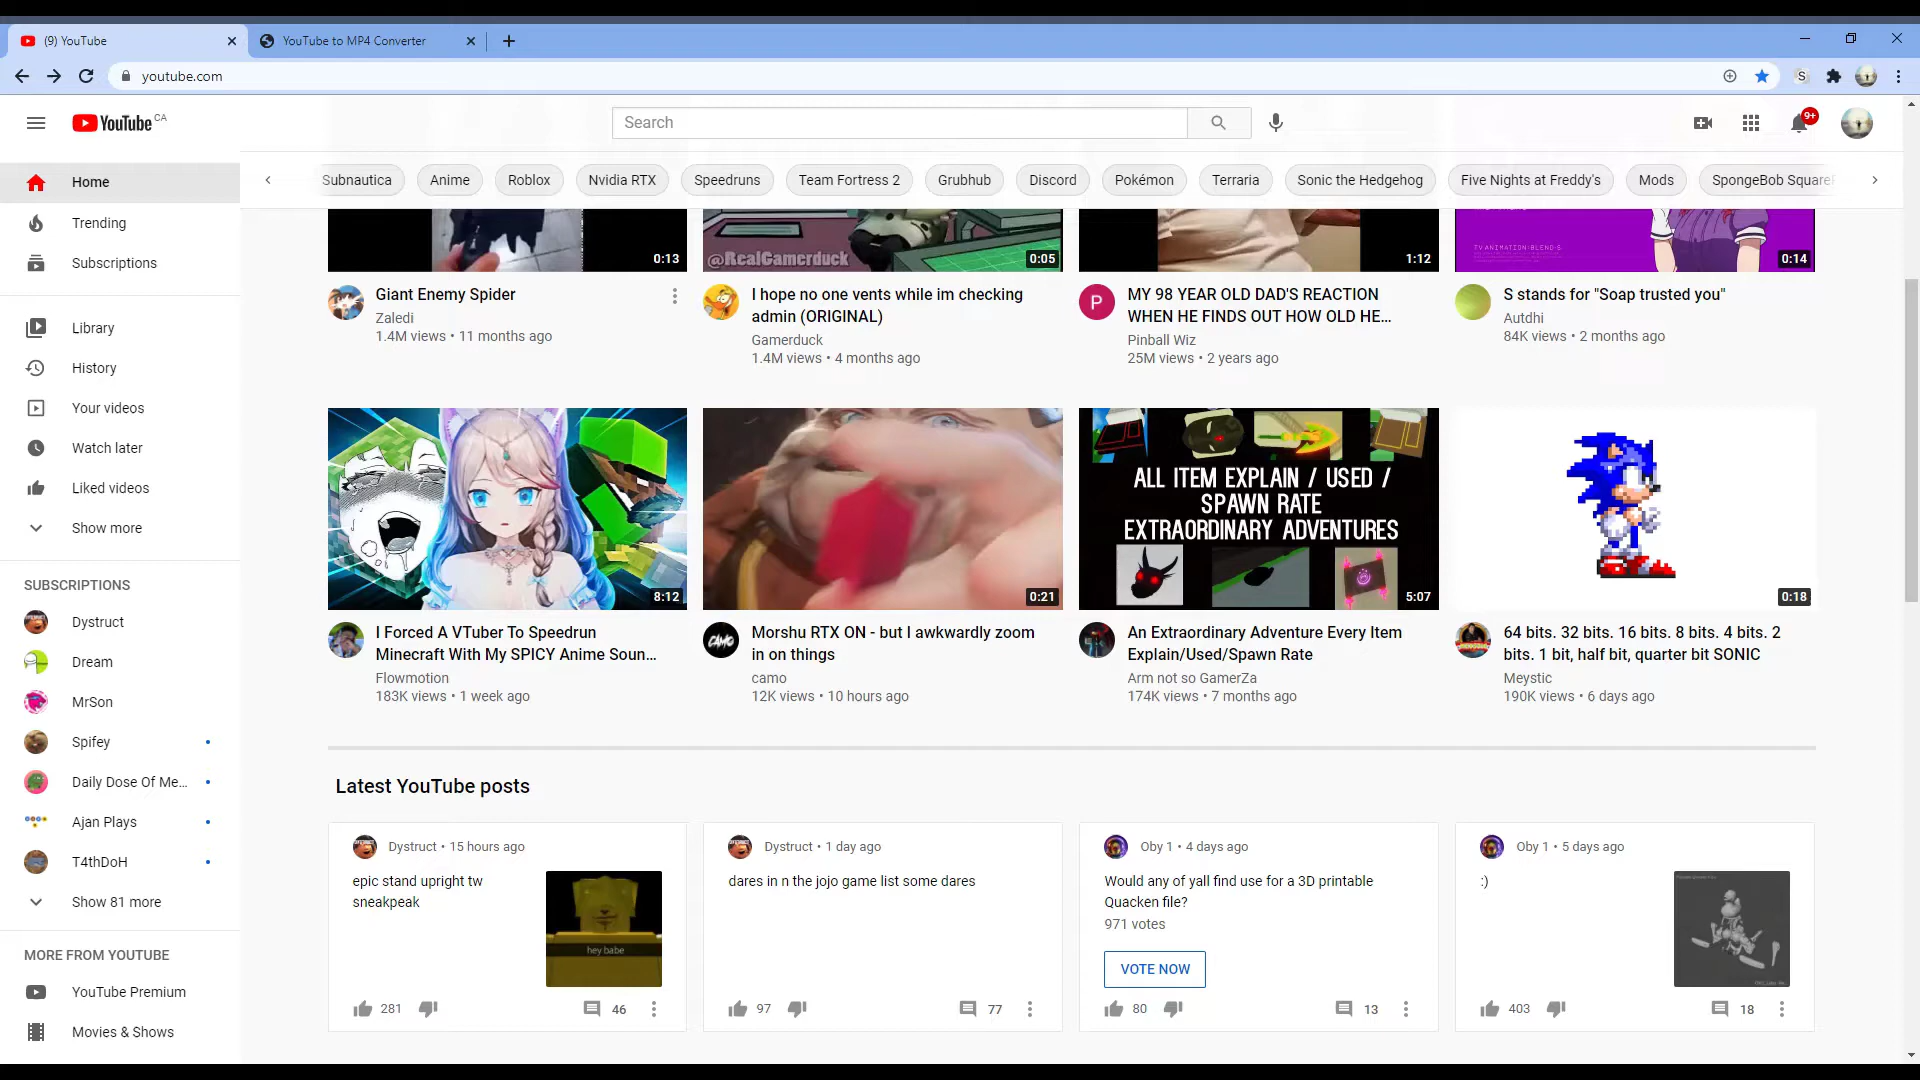 (9) YouTube
YouTube to MP4 Converter
youtube.com
YouTube CA
Search
9+
Home
Trending
Subscriptions
Library
History
Your videos
Watch later
Liked videos
Show more
SUBSCRIPTIONS
Dystruct
Dream
MrSon
Spifey
Daily Dose Of Me...
Ajan Plays
T4thDoH
Show 81 more
MORE FROM YOUTUBE
YouTube Premium
Movies & Shows
Subnautica
Anime
Roblox
Nvidia RTX
Speedruns
Team Fortress 2
Grubhub
Discord
Pokémon
Terraria
Sonic the Hedgehog
Five Nights at Freddy's
Mods
SpongeBob Square
0:13
Giant Enemy Spider
Zaledi
1.4M views • 11 months ago
@RealGamerduck
0:05
I hope no one vents while im checking
admin (ORIGINAL)
Gamerduck
1.4M views • 4 months ago
1:12
P
MY 98 YEAR OLD DAD'S REACTION
WHEN HE FINDS OUT HOW OLD HE...
Pinball Wiz
25M views • 2 years ago
TV ANIMATION: BLEND-S
0:14
S stands for "Soap trusted you"
Autdhi
84K views • 2 months ago
8:12
I Forced A VTuber To Speedrun
Minecraft With My SPICY Anime Soun...
Flowmotion
183K views • 1 week ago
0:21
CAMO
Morshu RTX ON - but I awkwardly zoom
in on things
camo
12K views • 10 hours ago
ALL ITEM EXPLAIN / USED /
SPAWN RATE
EXTRAORDINARY ADVENTURES
5:07
An Extraordinary Adventure Every Item
Explain/Used/Spawn Rate
Arm not so GamerZa
174K views • 7 months ago
0:18
64 bits. 32 bits. 16 bits. 8 bits. 4 bits. 2
bits. 1 bit, half bit, quarter bit SONIC
Meystic
190K views • 6 days ago
Latest YouTube posts
Dystruct • 15 hours ago
epic stand upright tw
sneakpeak
hey babe
281
46
Dystruct • 1 day ago
dares in n the jojo game list some dares
97
77
Oby 1 • 4 days ago
Would any of yall find use for a 3D printable
Quacken file?
971 votes
VOTE NOW
80
13
Oby 1 • 5 days ago
:)
403
18